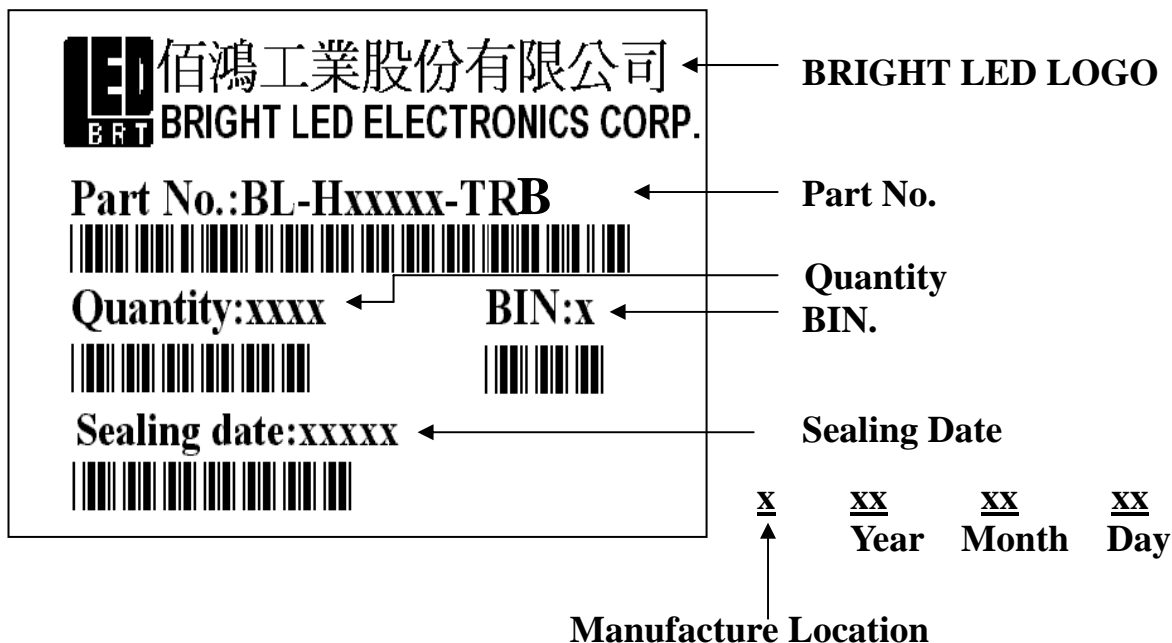 LED
BRT
佰鴻工業股份有限公司
BRIGHT LED ELECTRONICS CORP.
BRIGHT LED LOGO
Part No.:BL-Hxxxxx-TRB
Part No.
Quantity:xxxx
BIN:x
Quantity
BIN.
Sealing date:xxxxx
Sealing Date
x xx xx xx
Year Month Day
Manufacture Location